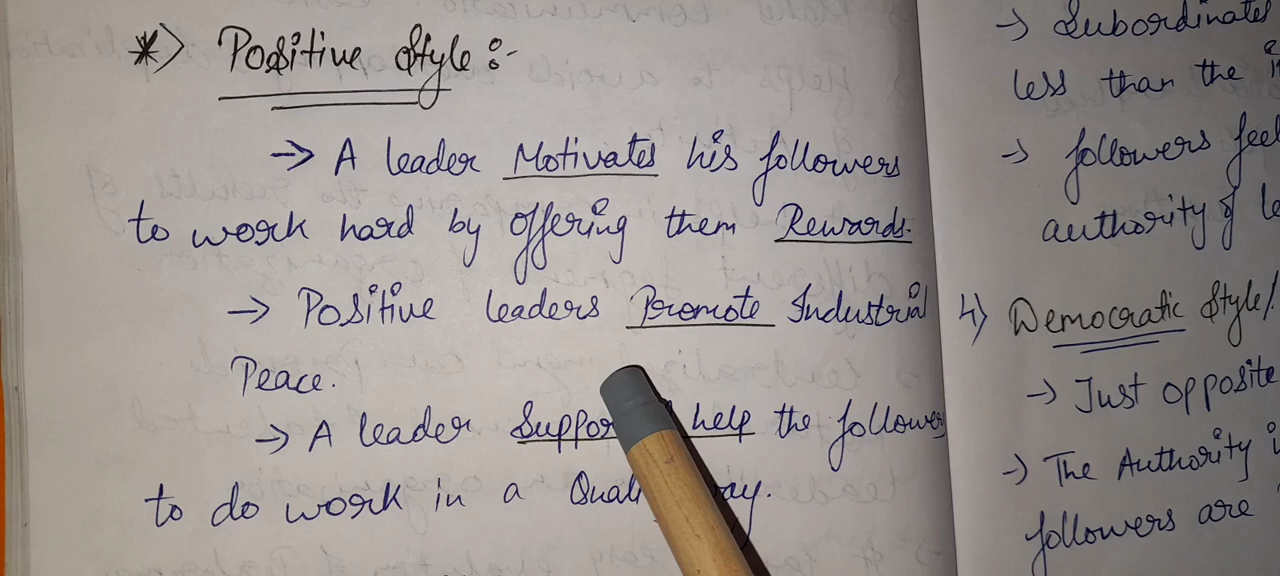 *) Positive Style :-
→ A leader Motivates his followers
to work hard by offering them Rewards.
→ Positive leaders Promote Industrial
Peace.
→ A leader help the
to do work in a
→ Subordinates
less than the
→ followers feel
authority of
4) Democratic Style/
→ Just opposite
→ The Authority
followers are